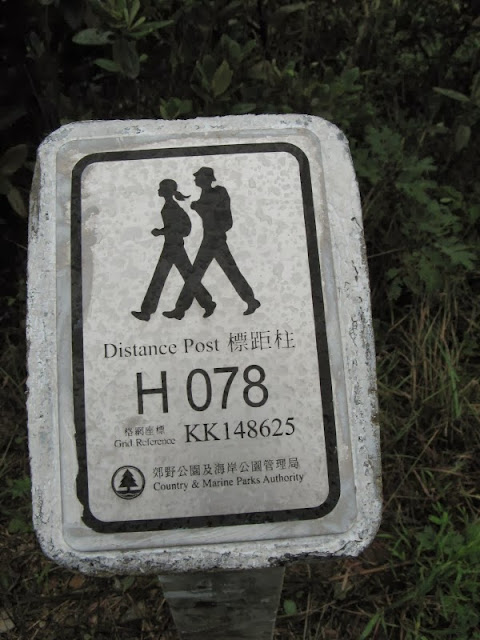 Distance Post 標距柱
H 078
格網座標
Grid Reference KK148625
郊野公園及海岸公園管理局
Country & Marine Parks Authority